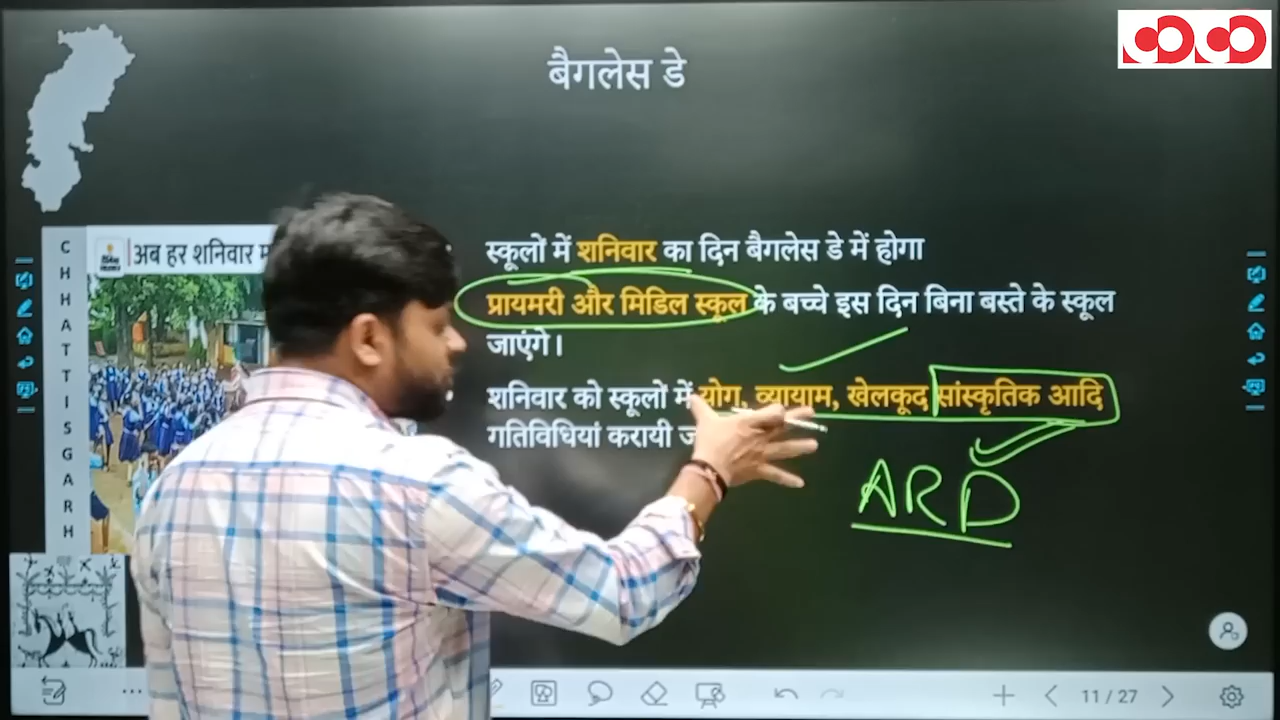 बैगलेस डे
CHHATTISGARH
अब हर शनिवार
स्कूलों में शनिवार का दिन बैगलेस डे में होगा
प्रायमरी और मिडिल स्कूल के बच्चे इस दिन बिना बस्ते के स्कूल
जाएंगे।
शनिवार को स्कूलों में योग, व्यायाम, खेलकूद सांस्कृतिक आदि
गतिविधियां करायी
ARD
11 / 27